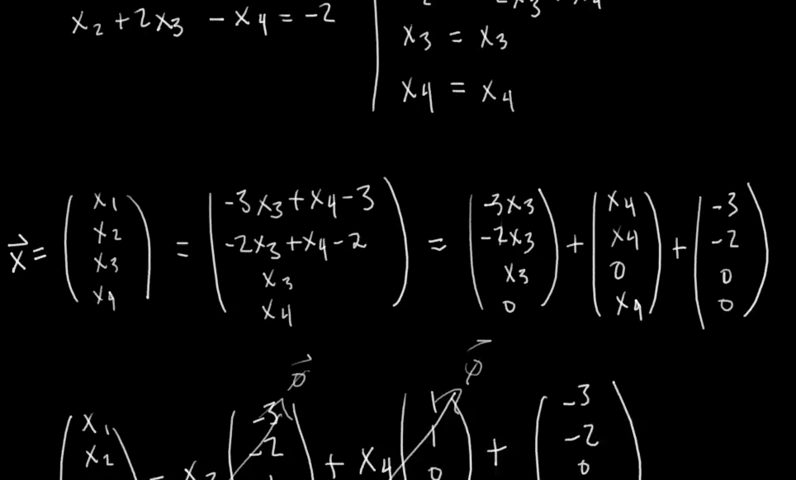 x₂ + 2x₃ - x₄ = -2
x₃ = x₃
x₄ = x₄
x⃗ = (x₁ x₂ x₃ x₄) = (-3x₃+x₄-3 -2x₃+x₄-2 x₃ x₄) = (-3x₃ -2x₃ x₃ 0) + (x₄ x₄ 0 x₄) + (-3 -2 0 0)
(x₁ x₂ = x₃ (-3 -2 + x₄ (1 1 0 + (-3 -2 0